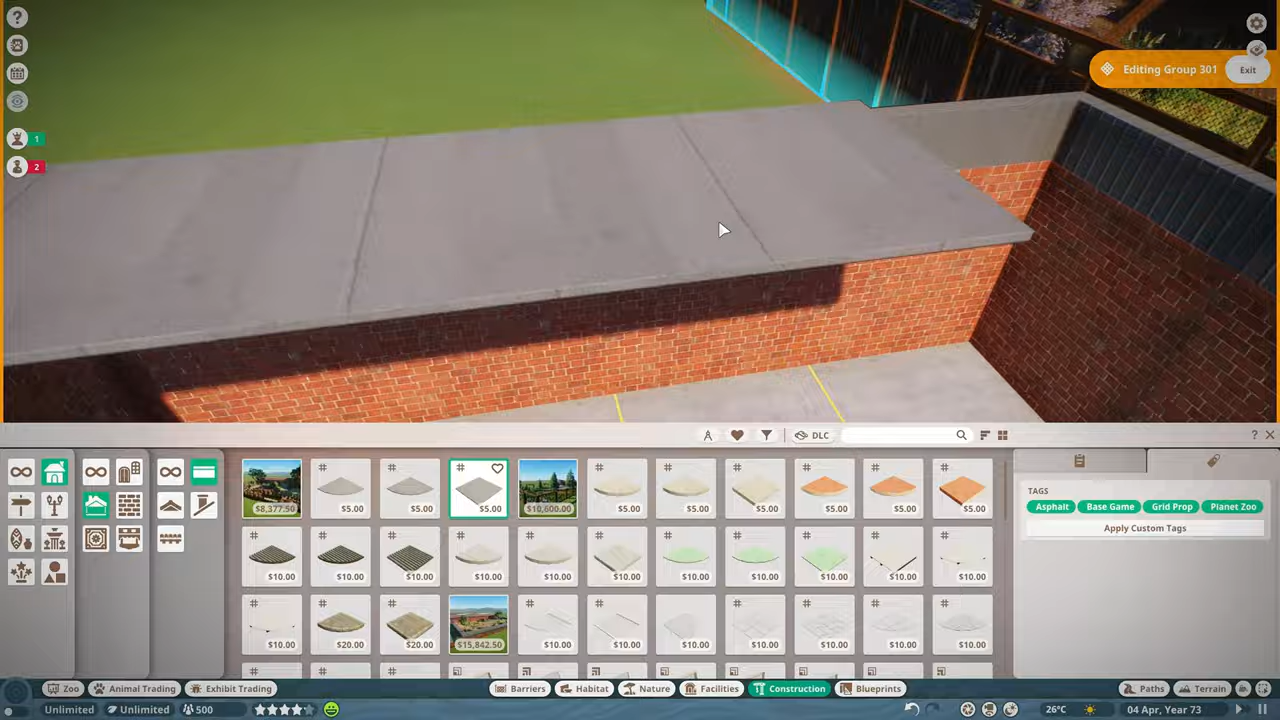 ?
Editing Group 301
Exit
1
2
DLC
?
$8,377.50
$5.00
$5.00
$5.00
$10,600.00
$5.00
$5.00
$5.00
$5.00
$5.00
$5.00
TAGS
Asphalt
Base Game
Grid Prop
Planet Zoo
Apply Custom Tags
$10.00
$10.00
$10.00
$10.00
$10.00
$10.00
$10.00
$10.00
$10.00
$10.00
$10.00
$10.00
$20.00
$20.00
$15,842.50
$10.00
$10.00
$10.00
$10.00
$10.00
$10.00
$10.00
Zoo
Animal Trading
Exhibit Trading
Barriers
Habitat
Nature
Facilities
Construction
Blueprints
Paths
Terrain
Unlimited
Unlimited
500
26°C
04 Apr, Year 73